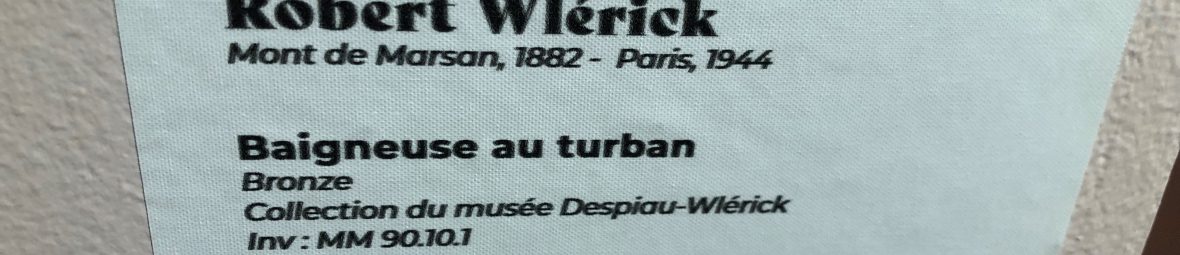 Robert Wlérick
Mont de Marsan, 1882 - Paris, 1944
Baigneuse au turban
Bronze
Collection du musée Despiau-Wlérick
Inv : MM 90.10.1